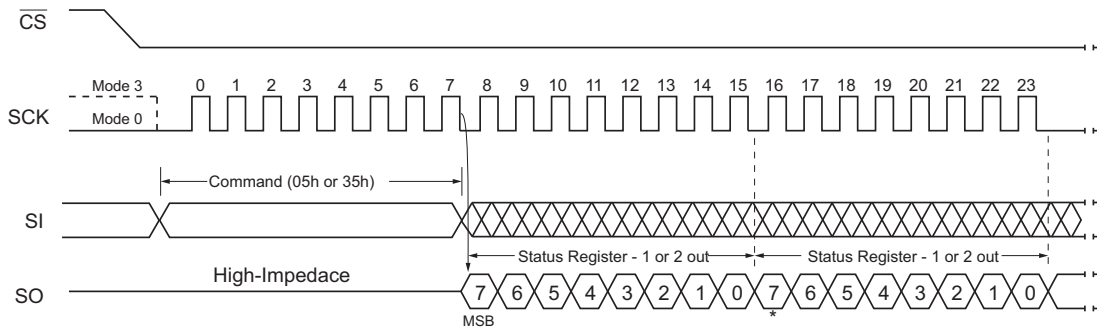 CS
Mode 3
0 1 2 3 4 5 6 7 8 9 10 11 12 13 14 15 16 17 18 19 20 21 22 23
SCK
Mode 0
Command (05h or 35h)
SI
Status Register - 1 or 2 out Status Register - 1 or 2 out
High-Impedace
SO
7 6 5 4 3 2 1 0 7 6 5 4 3 2 1 0
MSB *